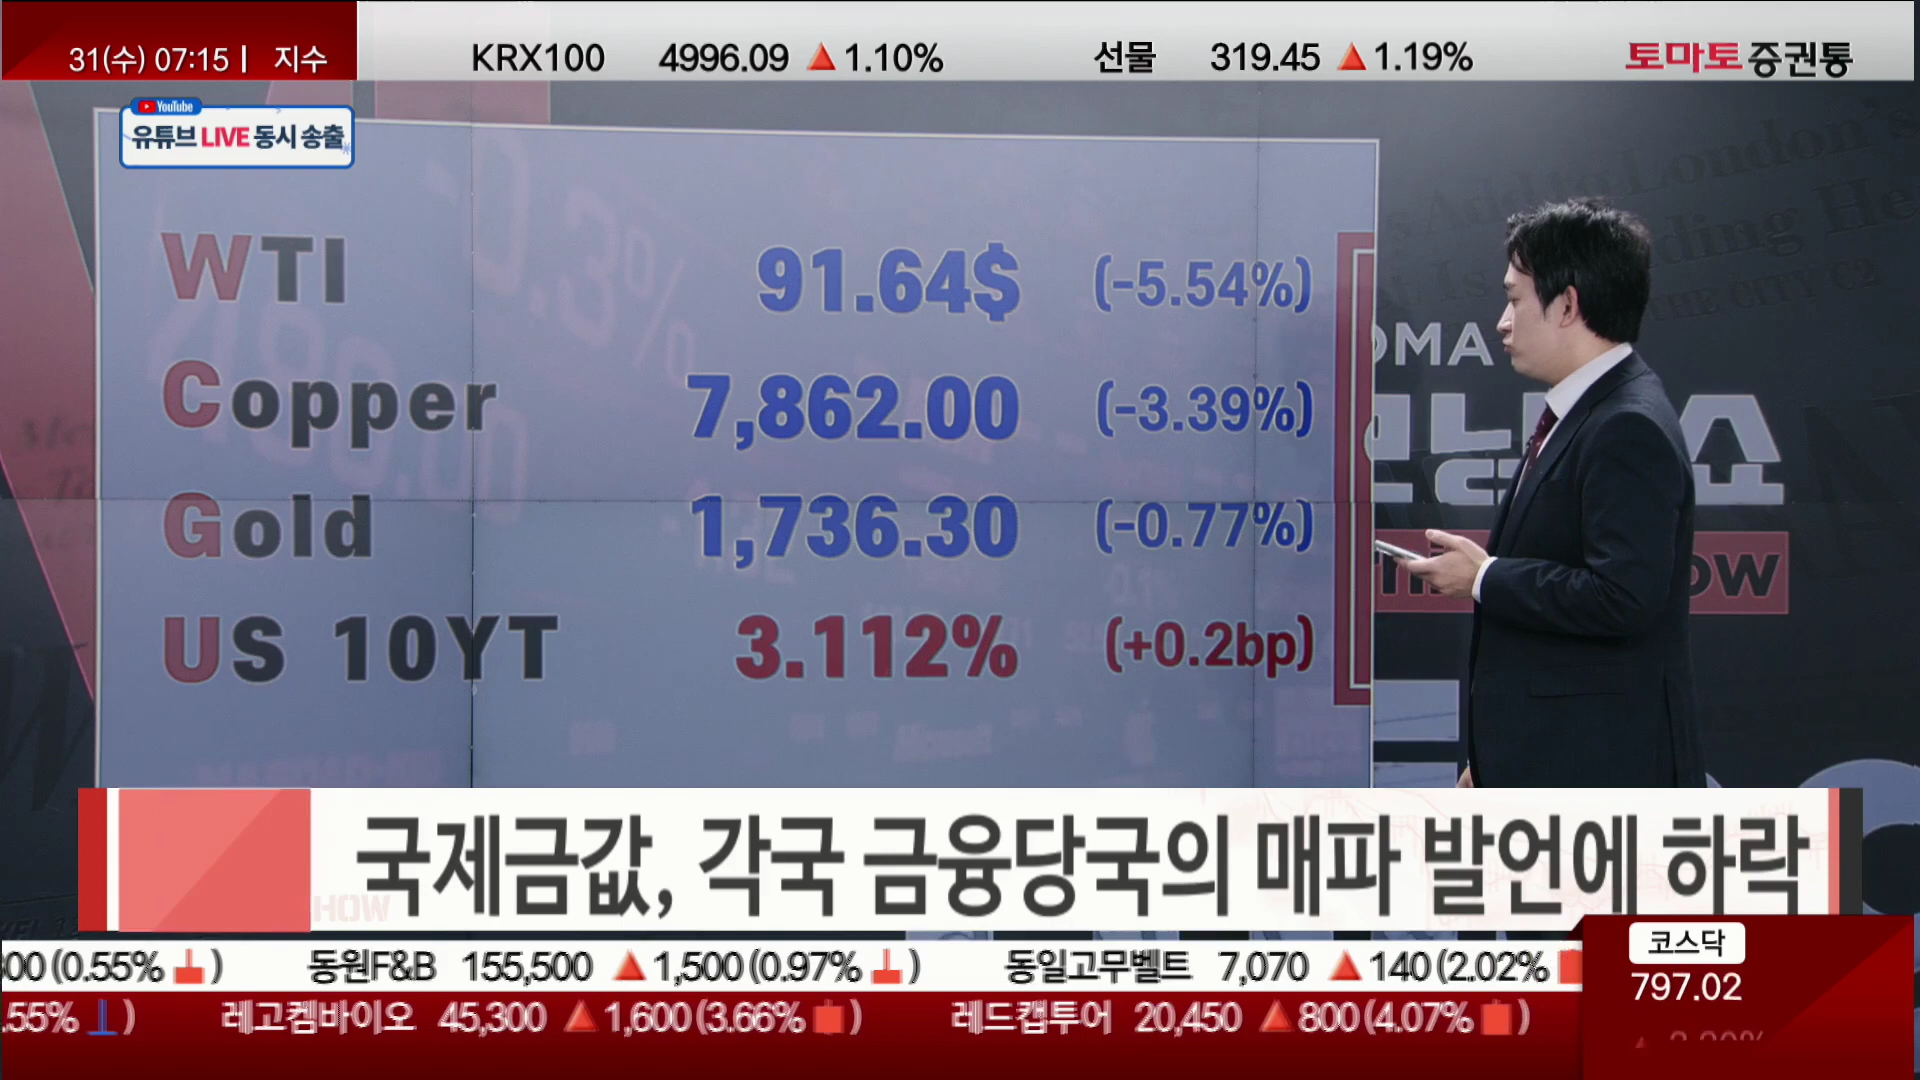 31(수) 07:15 | 지수 KRX100 4996.09 ▲1.10% 선물 319.45 ▲1.19% 토마토증권통
YouTube
유튜브 LIVE 동시 송출
WTI 91.64$ (-5.54%)
Copper 7,862.00 (-3.39%)
Gold 1,736.30 (-0.77%)
US 10YT 3.112% (+0.2bp)
국제금값, 각국 금융당국의 매파 발언에 하락
(0.55%) 동원F&B 155,500 ▲1,500(0.97%) 동일고무벨트 7,070 ▲140(2.02%
코스닥
797.02
.55%) 레고켐바이오 45,300 ▲1,600(3.66%) 레드캡투어 20,450 ▲800(4.07%)